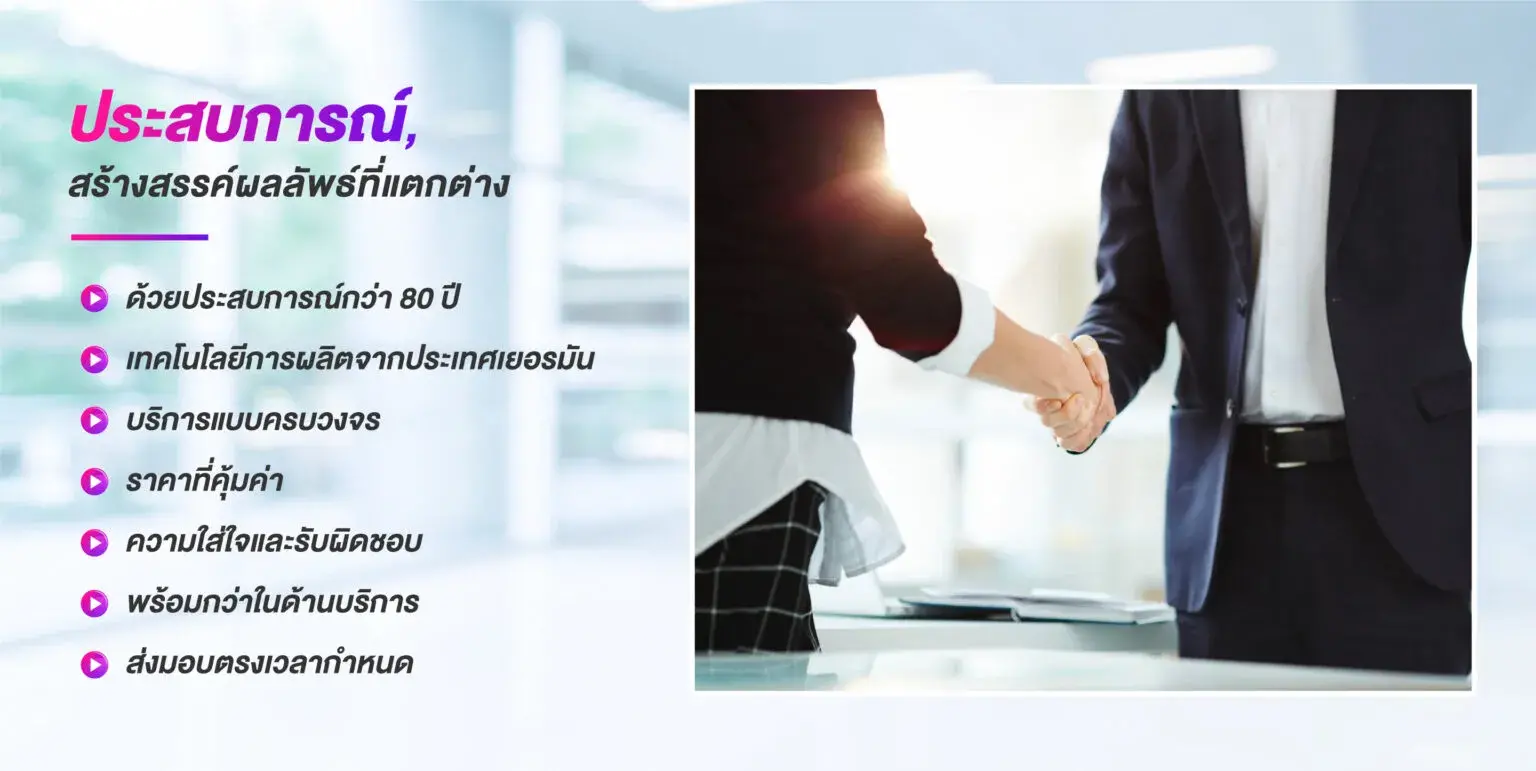 ประสบการณ์,
สร้างสรรค์ผลลัพธ์ที่แตกต่าง
ด้วยประสบการณ์กว่า 80 ปี
เทคโนโลยีการผลิตจากประเทศเยอรมัน
บริการแบบครบวงจร
ราคาที่คุ้มค่า
ความใส่ใจและรับผิดชอบ
พร้อมกว่าในด้านบริการ
ส่งมอบตรงเวลากำหนด